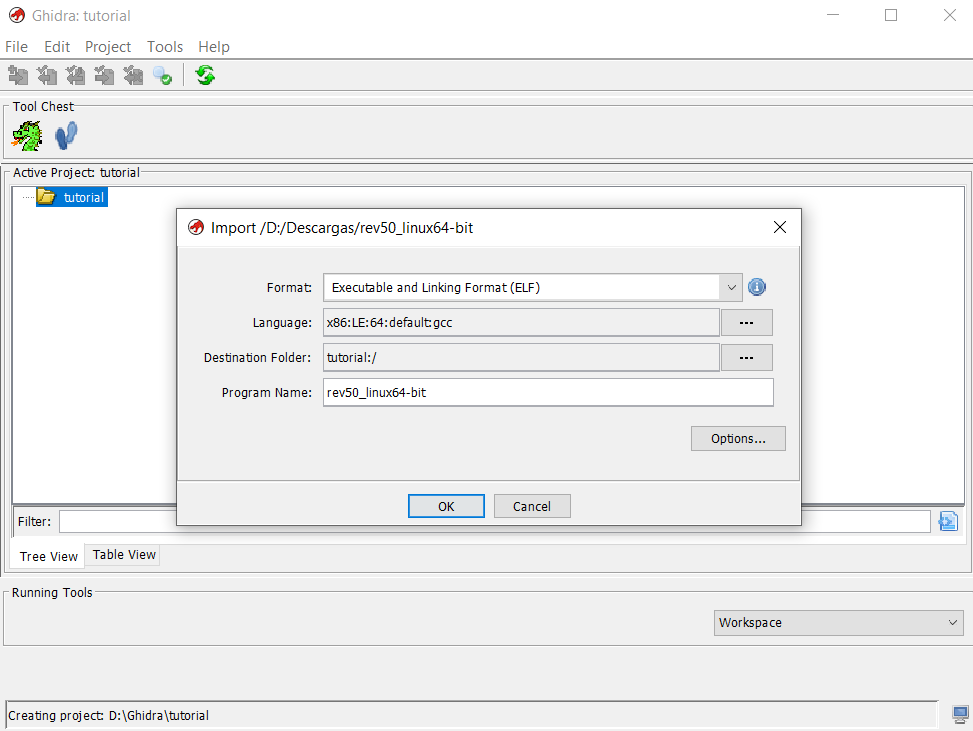 Ghidra: tutorial
File Edit Project Tools Help
Tool Chest
Active Project: tutorial
tutorial
Import /D:/Descargas/rev50_linux64-bit
Format: Executable and Linking Format (ELF)
Language: x86:LE:64:default:gcc ...
Destination Folder: tutorial:/ ...
Program Name: rev50_linux64-bit
Options...
OK Cancel
Filter:
Tree View Table View
Running Tools
Workspace
Creating project: D:\Ghidra\tutorial